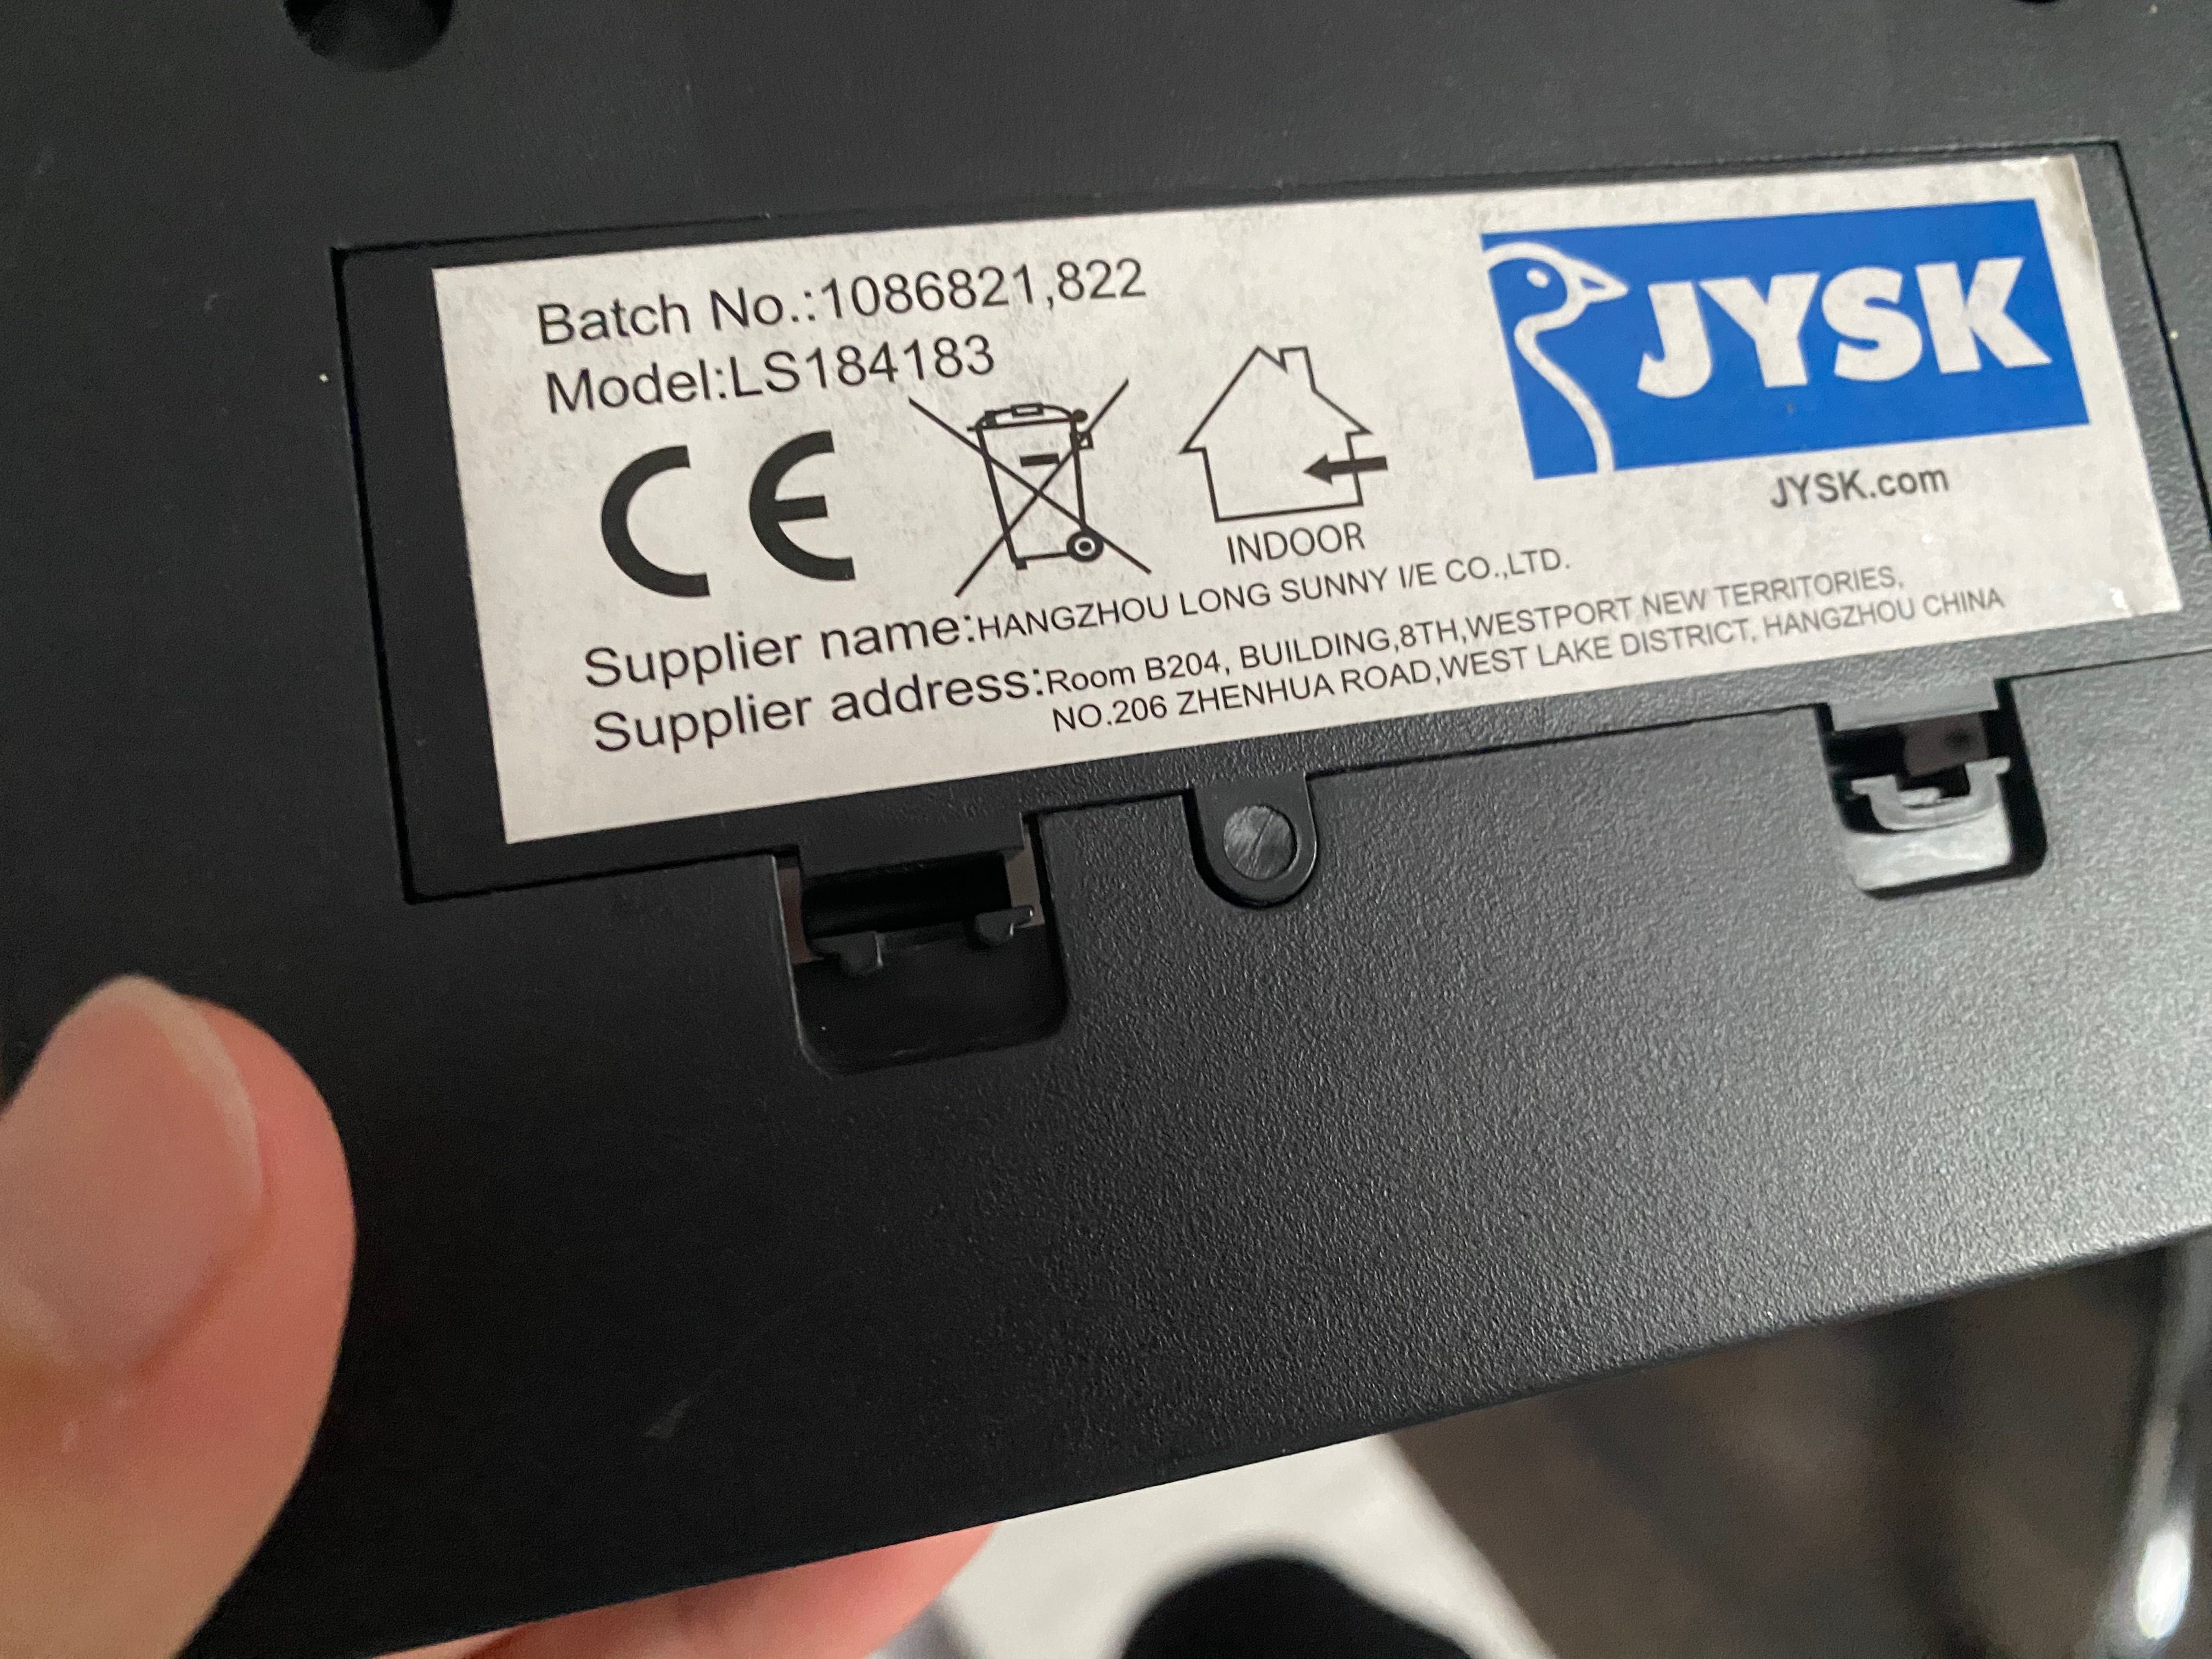 Batch No.:1086821,822
Model:LS184183
CE
INDOOR
JYSK
JYSK.com
Supplier name:HANGZHOU LONG SUNNY I/E CO.,LTD.
Supplier address:Room B204, BUILDING,8TH,WESTPORT NEW TERRITORIES,
NO.206 ZHENHUA ROAD,WEST LAKE DISTRICT, HANGZHOU CHINA